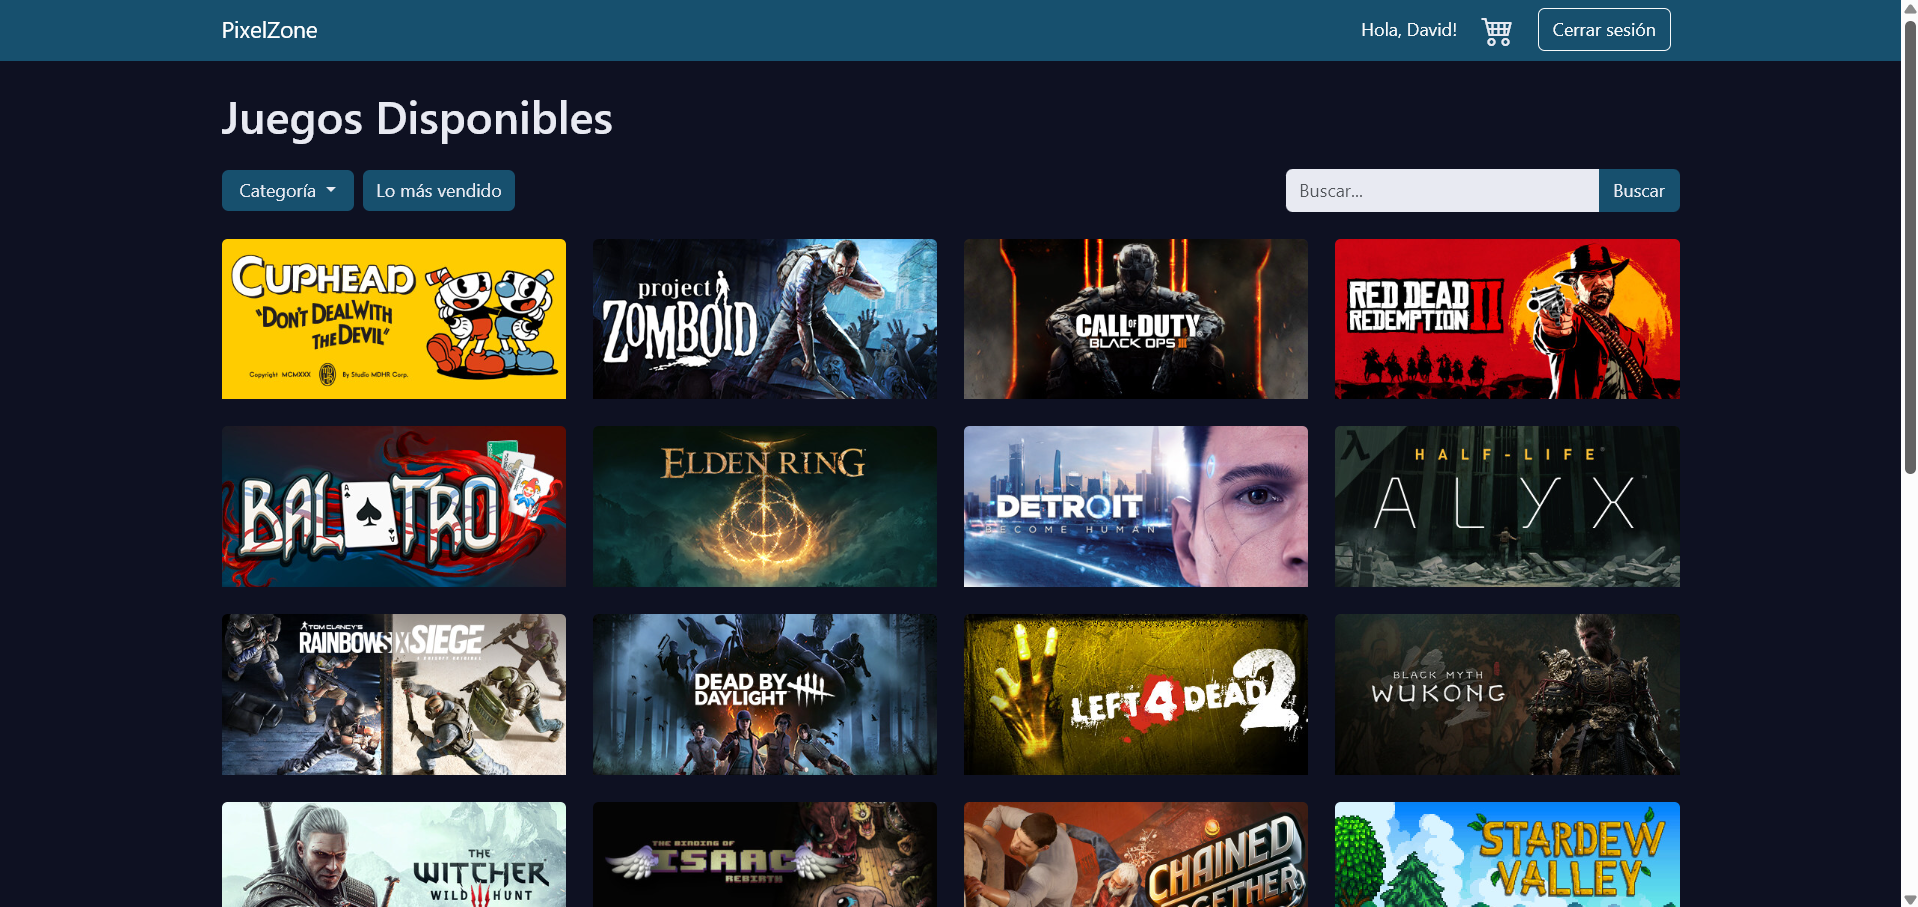 PixelZone
Hola, David!
Cerrar sesión
Juegos Disponibles
Categoría
Lo más vendido
Buscar...
Buscar
CUPHEAD
"DON'T DEAL WITH
THE DEVIL"
Copyright MCMXXX By Studio MDHR Corp.
project
ZOMBOID
CALL OF DUTY
BLACK OPS III
RED DEAD
REDEMPTION II
BALATRO
ELDEN RING
DETROIT
BECOME HUMAN
HALF-LIFE
ALYX
TOM CLANCY'S
RAINBOW SIX SIEGE
DEAD BY
DAYLIGHT
LEFT 4 DEAD 2
BLACK MYTH
WUKONG
THE
WITCHER
WILD HUNT
THE BINDING OF
ISAAC
REBIRTH
CHAINED
TOGETHER
STARDEW
VALLEY